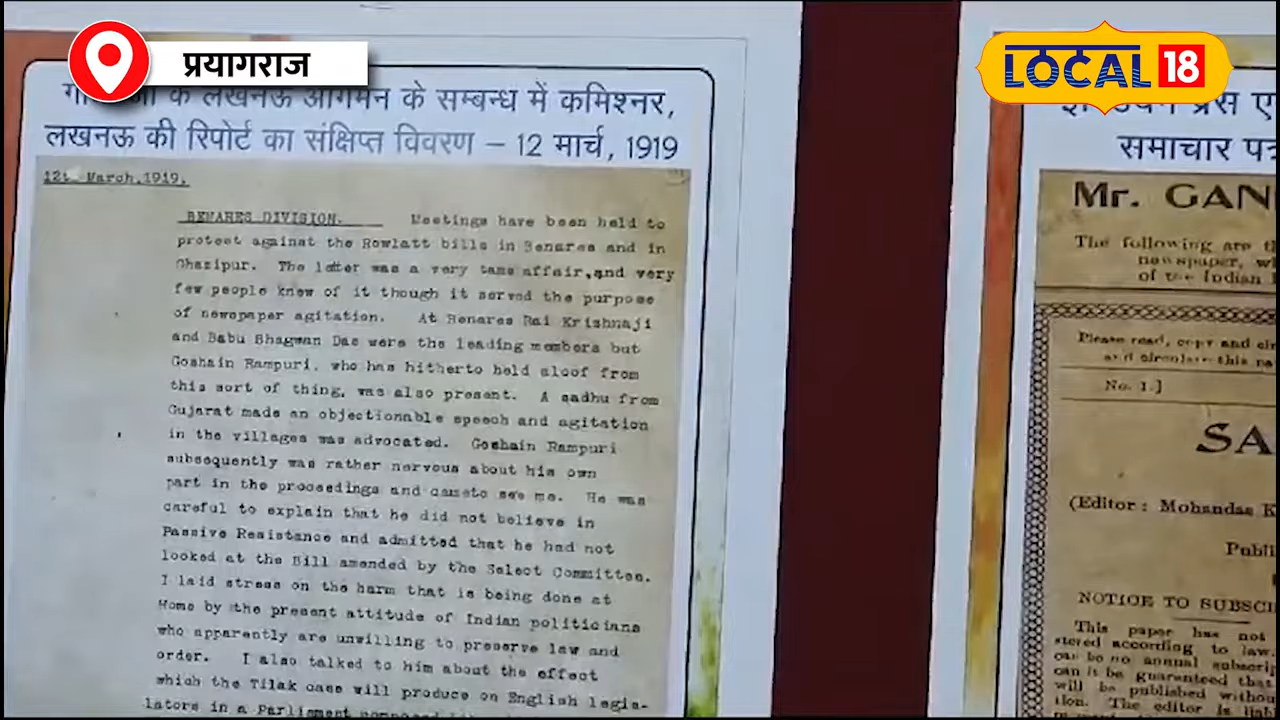 प्रयागराज
LOCAL 18
के लखनऊ आगमन के सम्बन्ध में कमिश्नर,
लखनऊ की रिपोर्ट का संक्षिप्त विवरण – 12 मार्च, 1919
March, 1919.
BENARES DIVISION. Meetings have been held to
protest against the Rowlatt bills in Benares and in
Ghazipur. The latter was a very tame affair, and very
few people knew of it though it served the purpose
of newspaper agitation. At Benares Rai Krishnaji
and Babu Bhagwan Das were the leading members but
Goshain Rampuri, who has hitherto held aloof from
this sort of thing, was also present. A sadhu from
Gujarat made an objectionable speech and agitation
in the villages was advocated. Goshain Rampuri
subsequently was rather nervous about his own
part in the proceedings and cameto see me. He was
careful to explain that he did not believe in
Passive Resistance and admitted that he had not
looked at the Bill amended by the Select Committee.
I laid stress on the harm that is being done at
Home by the present attitude of Indian politicians
who apparently are unwilling to preserve law and
order. I also talked to him about the effect
which the Tilak case will produce on English legis-
lators in a Parliament
प्रेस
समाचार पत्र
Mr. GAN
The following are th
newspaper, w
of the Indian
Please read, copy and cir
and circulate this na
No. 1.]
SA
(Editor : Mohandas K
Publi
NOTICE TO SUBSCI
This paper has not
stered according to law.
can be no annual subscrip
can it be guaranteed that
will be published withou
tion. The editor is liab